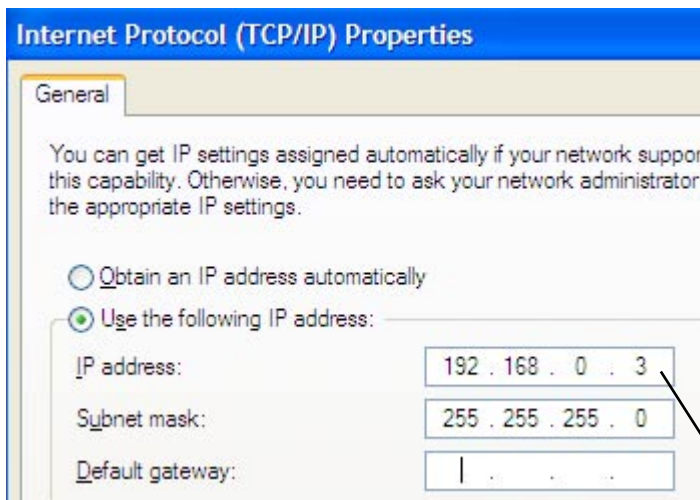 Internet Protocol (TCP/IP) Properties
General
You can get IP settings assigned automatically if your network suppor
this capability. Otherwise, you need to ask your network administrator
the appropriate IP settings.
Obtain an IP address automatically
Use the following IP address:
IP address: 192 . 168 . 0 . 3
Subnet mask: 255 . 255 . 255 . 0
Default gateway: . . .